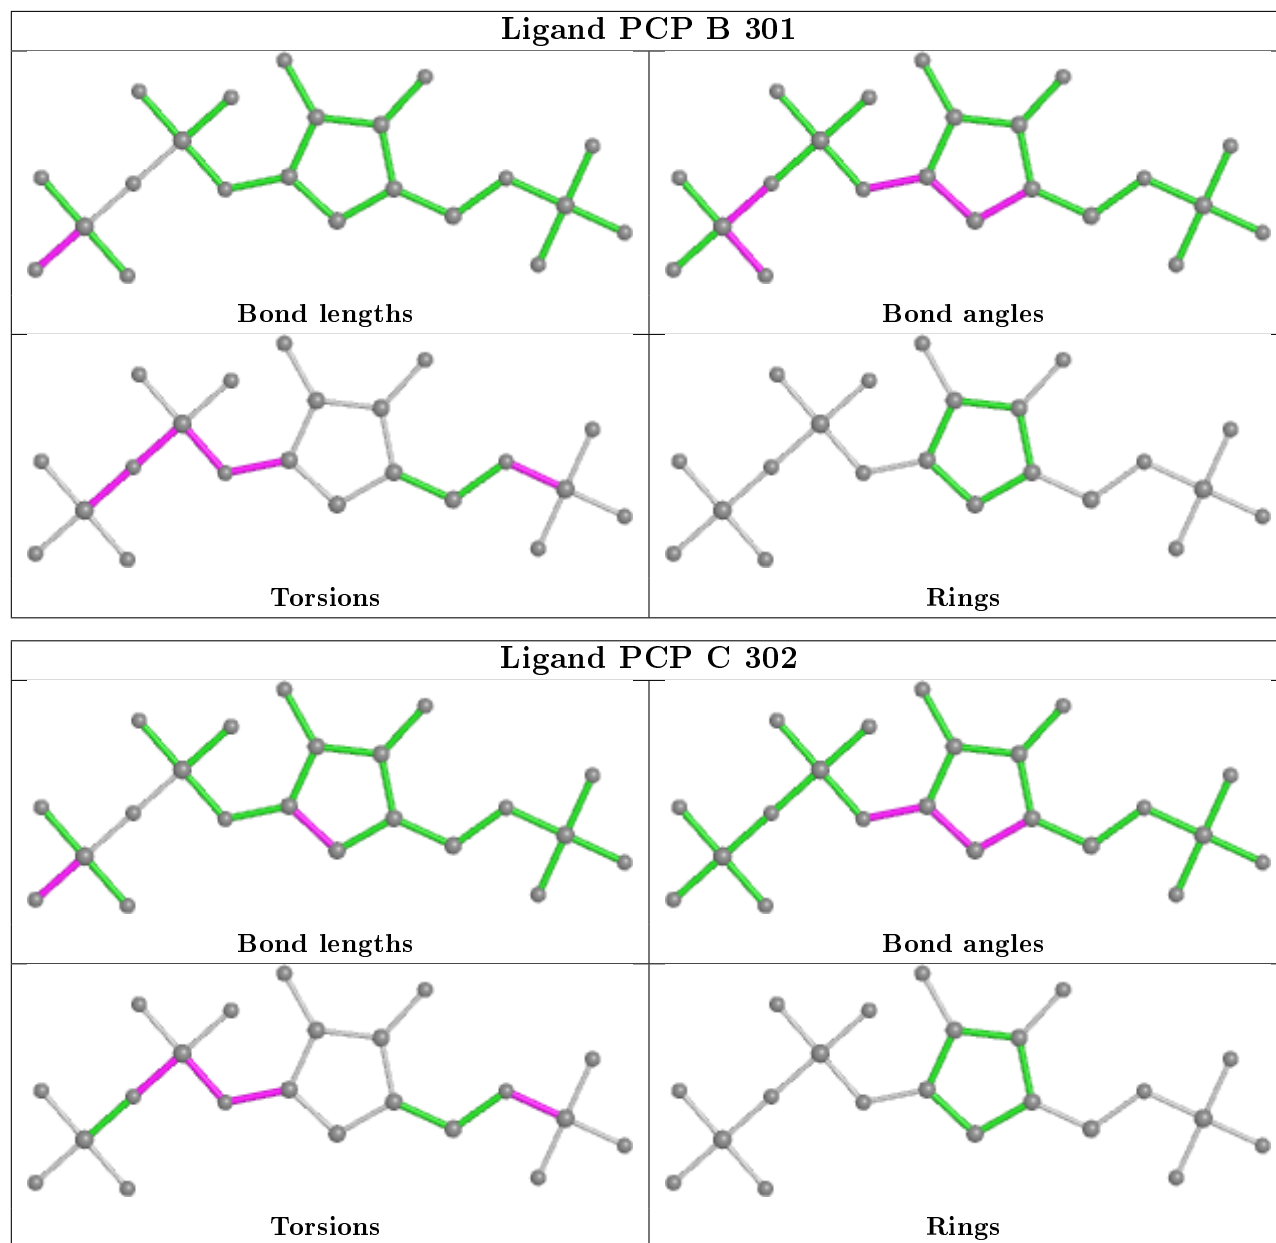 Ligand PCP B 301
Bond lengths
Bond angles
Torsions
Rings
Ligand PCP C 302
Bond lengths
Bond angles
Torsions
Rings